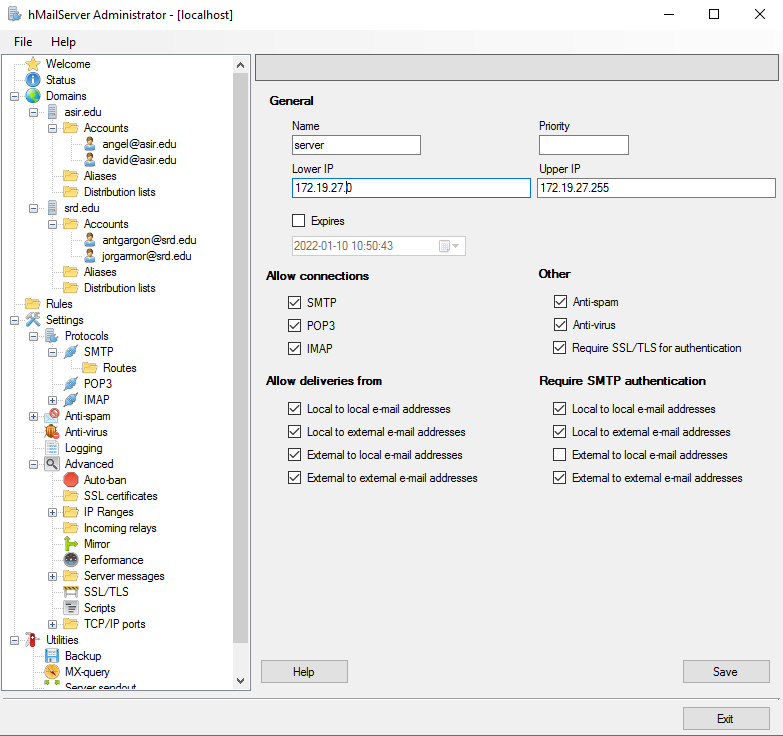 hMailServer Administrator - [localhost]
File Help
Welcome
Status
Domains
asir.edu
Accounts
angel@asir.edu
david@asir.edu
Aliases
Distribution lists
srd.edu
Accounts
antgargon@srd.edu
jorgamor@srd.edu
Aliases
Distribution lists
Rules
Settings
Protocols
SMTP
Routes
POP3
IMAP
Anti-spam
Anti-virus
Logging
Advanced
Auto-ban
SSL certificates
IP Ranges
Incoming relays
Mirror
Performance
Server messages
SSL/TLS
Scripts
TCP/IP ports
Utilities
Backup
MX-query
Server sendout
General
Name Priority
server
Lower IP Upper IP
172.19.27.0 172.19.27.255
Expires
2022-01-10 10:50:43
Allow connections Other
SMTP Anti-spam
POP3 Anti-virus
IMAP Require SSL/TLS for authentication
Allow deliveries from Require SMTP authentication
Local to local e-mail addresses Local to local e-mail addresses
Local to external e-mail addresses Local to external e-mail addresses
External to local e-mail addresses External to local e-mail addresses
External to external e-mail addresses External to external e-mail addresses
Help Save
Exit